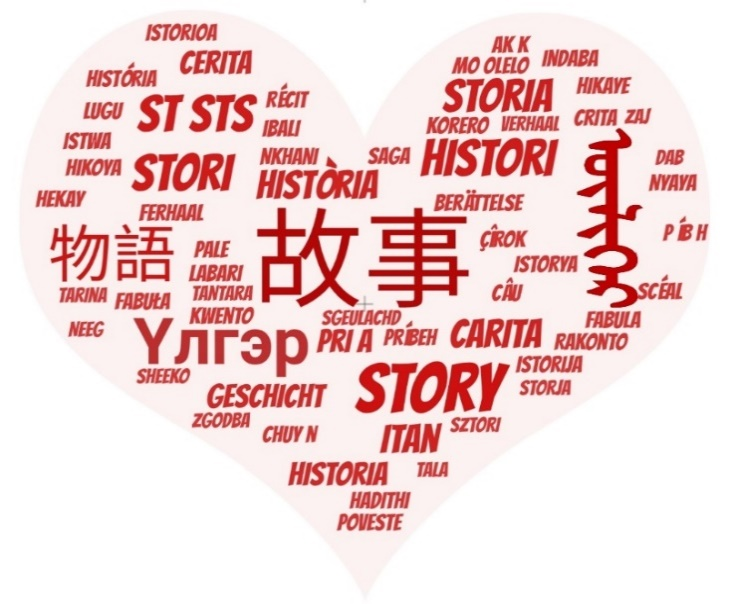 ISTORIOA
CERITA
HISTÓRIA
LUGU
ST STS
RÉCIT
IBALI
ISTWA
HIKOYA
STORI
NKHANI
HISTÒRIA
SAGA
HEKAY
FERHAAL
AK K
MO OLELO
INDABA
STORIA
HIKAYE
KORERO
VERHAAL
CRITA
ZAJ
HISTORI
DAB
NYAYA
BERÄTTELSE
ÇÎROK
P ÍB H
ISTORYA
CÂU
SCÉAL
物語
故事
PALE
LABARI
TARINA
FABUŁA
TANTARA
KWENTO
NEEG
Үлгэр
SGEULACHD
PRI A
PRÍBEH
CARITA
FABULA
RAKONTO
SHEEKO
GESCHICHT
STORY
ISTORIJA
STORJA
ZGODBA
CHUY N
ITAN
SZTORI
HISTORIA
TALA
HADITHI
POVESTE